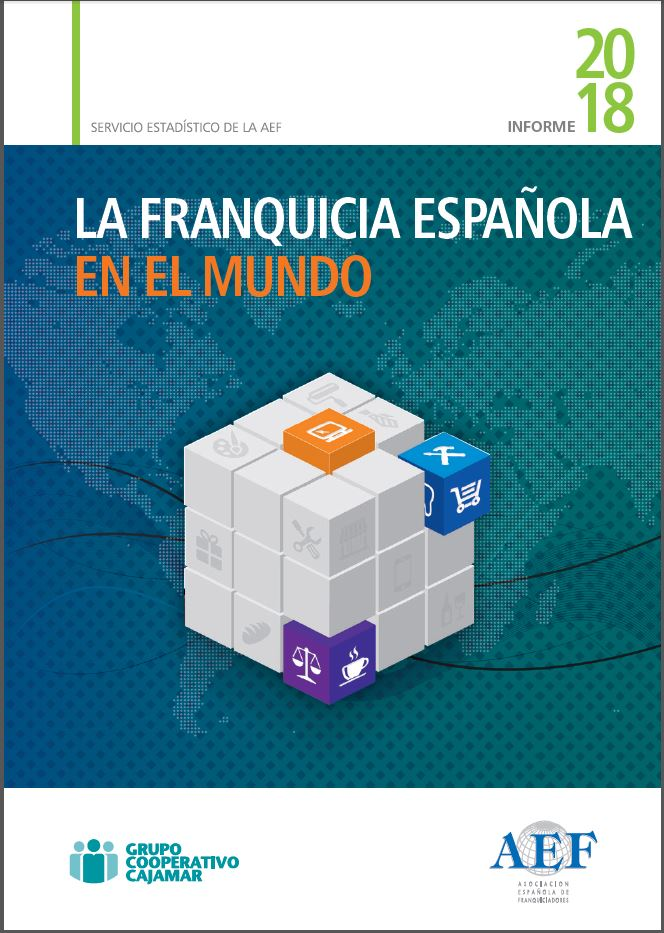 SERVICIO ESTADÍSTICO DE LA AEF
INFORME
20
18
LA FRANQUICIA ESPAÑOLA
EN EL MUNDO
GRUPO
COOPERATIVO
CAJAMAR
AEF
ASOCIACIÓN
ESPAÑOLA DE
FRANQUICIADORES